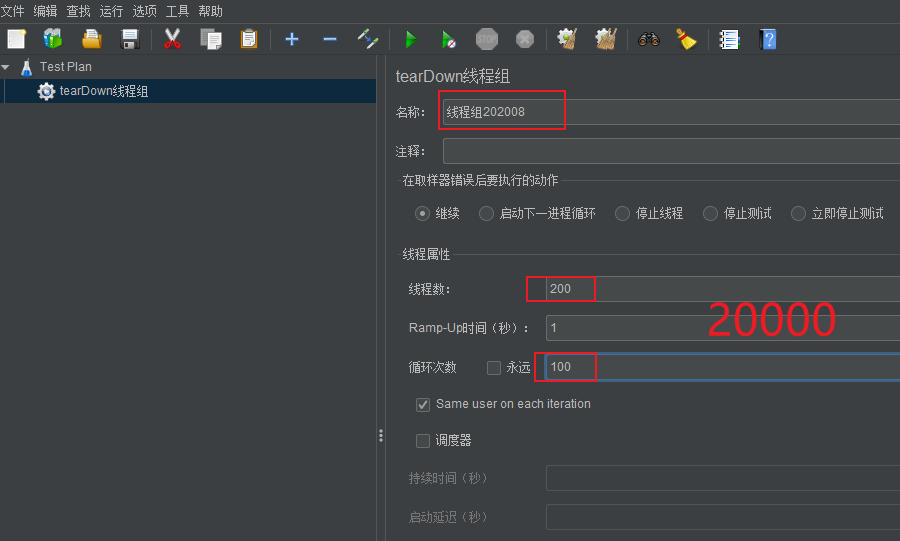 文件 编辑 查找 运行 选项 工具 帮助
STOP
?
Test Plan
tearDown线程组
tearDown线程组
名称： 线程组202008
注释：
在取样器错误后要执行的动作
继续 启动下一进程循环 停止线程 停止测试 立即停止测试
线程属性
线程数： 200
20000
Ramp-Up时间（秒）： 1
循环次数 永远 100
Same user on each iteration
调度器
持续时间（秒）
启动延迟（秒）